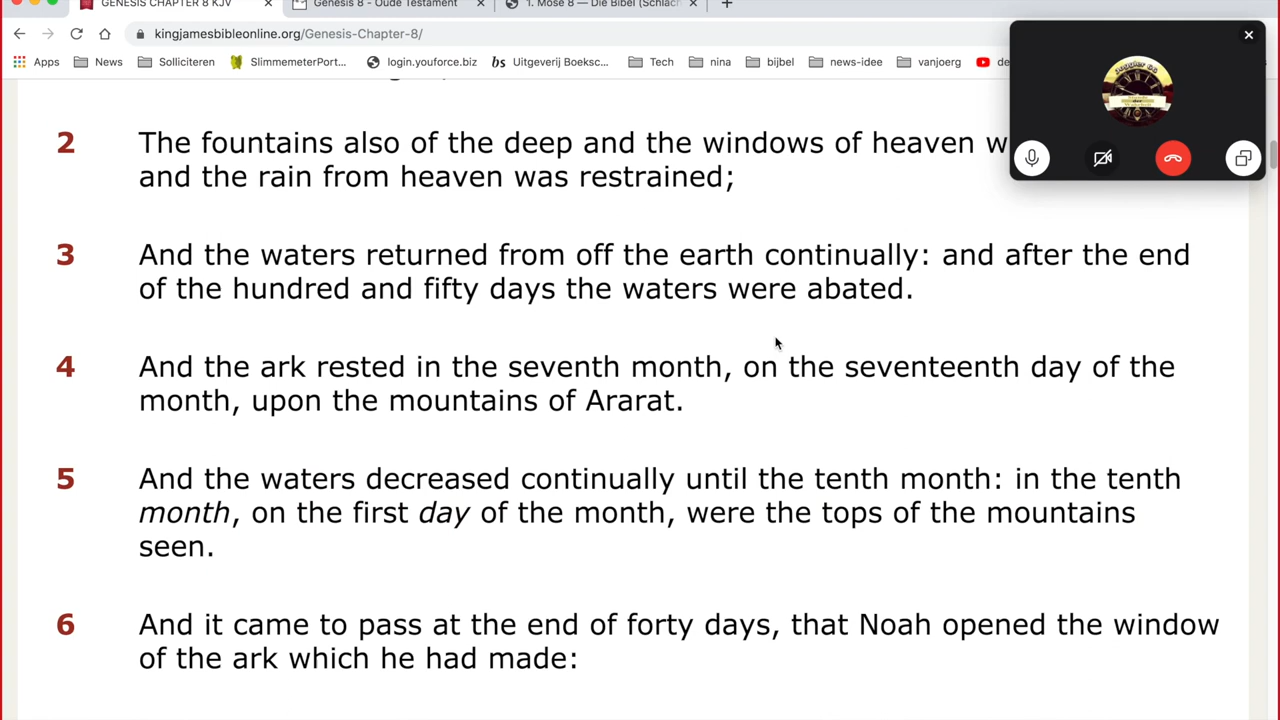 GENESIS CHAPTER 8 KJV
Genesis 8 - Oude Testament
1. Mose 8 — Die Bibel (Schlach
kingjamesbibleonline.org/Genesis-Chapter-8/
Apps News Solliciteren SlimmemeterPort... login.youforce.biz bs Uitgeverij Boeksc... Tech nina bijbel news-idee vanjoerg de
2 The fountains also of the deep and the windows of heaven w
and the rain from heaven was restrained;
3 And the waters returned from off the earth continually: and after the end
of the hundred and fifty days the waters were abated.
4 And the ark rested in the seventh month, on the seventeenth day of the
month, upon the mountains of Ararat.
5 And the waters decreased continually until the tenth month: in the tenth
month, on the first day of the month, were the tops of the mountains
seen.
6 And it came to pass at the end of forty days, that Noah opened the window
of the ark which he had made: